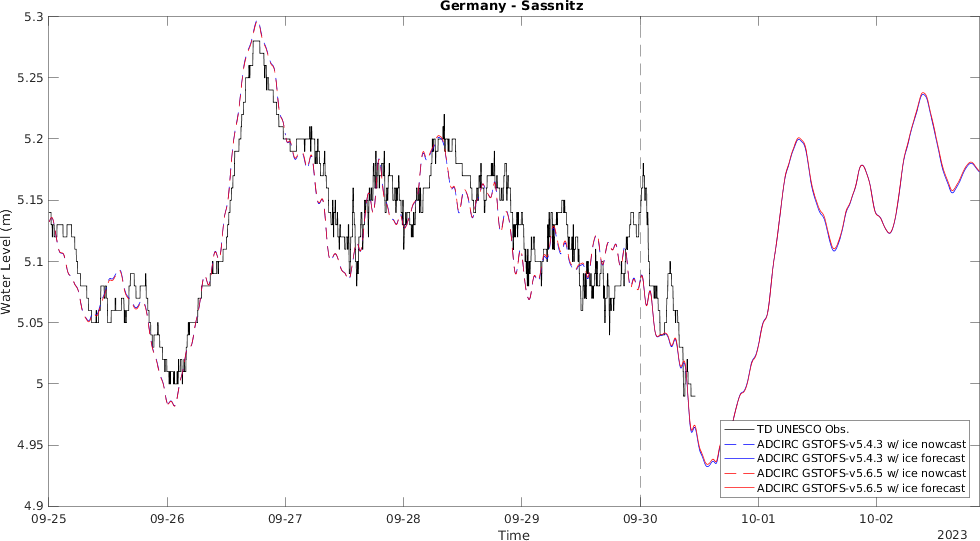 Germany - Sassnitz
5.3
5.25
5.2
5.15
5.1
5.05
5
4.95
4.9
Water Level (m)
09-25 09-26 09-27 09-28 09-29 09-30 10-01 10-02
Time
2023
TD UNESCO Obs.
ADCIRC GSTOFS-v5.4.3 w/ ice nowcast
ADCIRC GSTOFS-v5.4.3 w/ ice forecast
ADCIRC GSTOFS-v5.6.5 w/ ice nowcast
ADCIRC GSTOFS-v5.6.5 w/ ice forecast